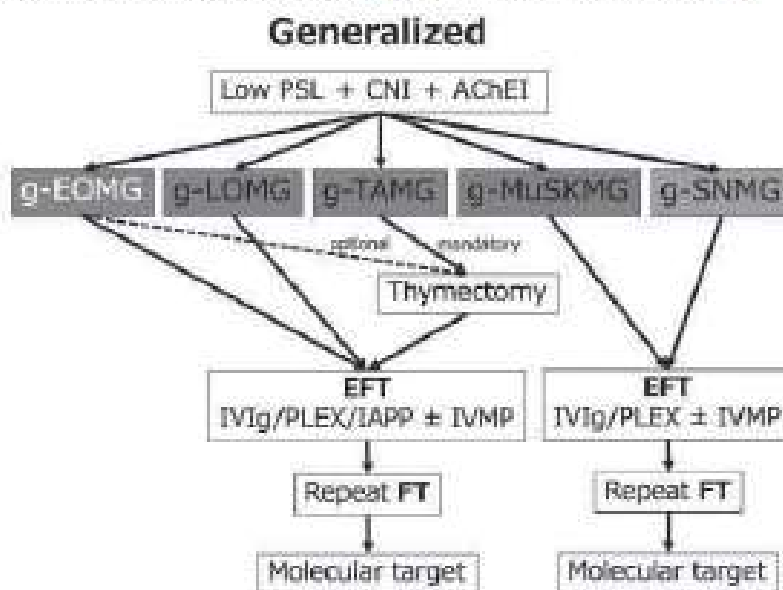 Generalized
Low PSL + CNI + AChEI
g-EOMG g-LOMG g-TAMG g-MuSKMG g-SNMG
optional mandatory
Thymectomy
EFT
IVIg/PLEX/IAPP ± IVMP
Repeat FT
Molecular target
EFT
IVIg/PLEX ± IVMP
Repeat FT
Molecular target